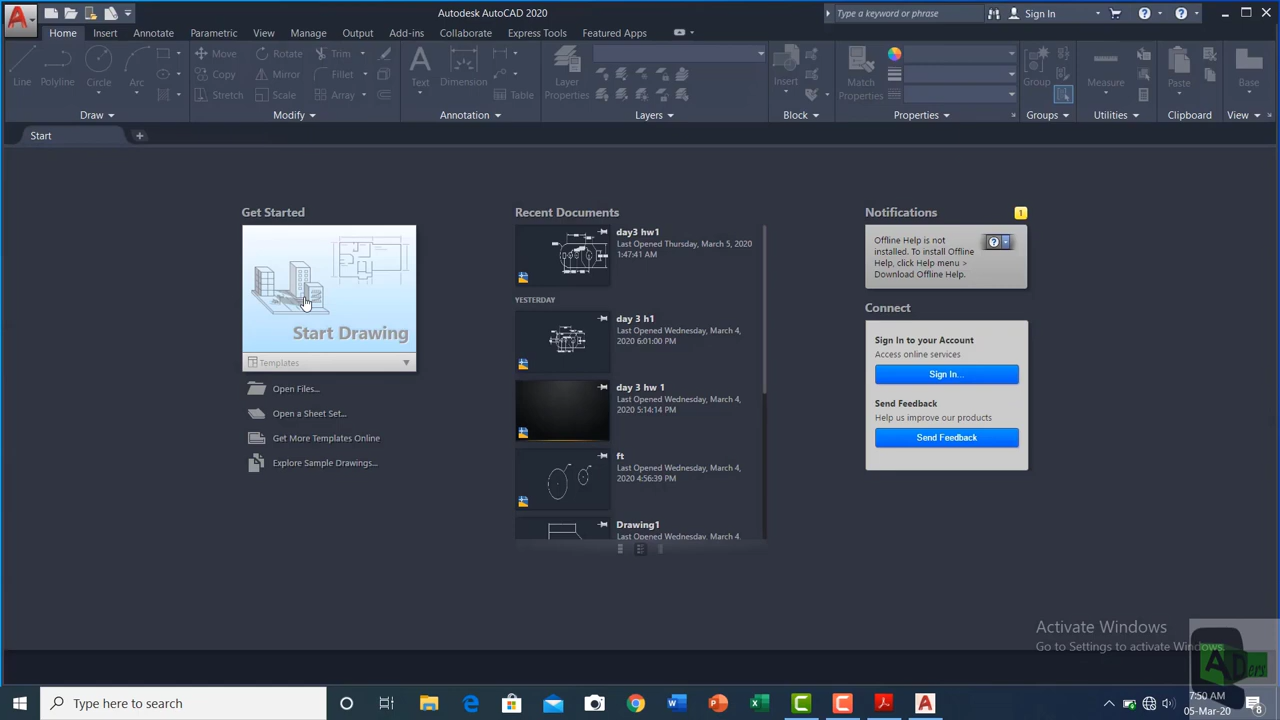 Autodesk AutoCAD 2020
Type a keyword or phrase
Sign In
Home Insert Annotate Parametric View Manage Output Add-ins Collaborate Express Tools Featured Apps
Line Polyline Circle Arc
Move Rotate Trim
Copy Mirror Fillet
Stretch Scale Array
Text Dimension Table
Layer Properties
Insert
Match Properties
Group
Measure
Paste
Base
Draw Modify Annotation Layers Block Properties Groups Utilities Clipboard View
Start
Get Started
Start Drawing
Templates
Open Files...
Open a Sheet Set...
Get More Templates Online
Explore Sample Drawings...
Recent Documents
day3 hw1
Last Opened Thursday, March 5, 2020
1:47:41 AM
YESTERDAY
day 3 h1
Last Opened Wednesday, March 4,
2020 6:01:00 PM
day 3 hw 1
Last Opened Wednesday, March 4,
2020 5:14:14 PM
ft
Last Opened Wednesday, March 4,
2020 4:56:39 PM
Drawing1
Last Opened Wednesday, March 4,
Notifications 1
Offline Help is not
installed. To install Offline
Help, click Help menu >
Download Offline Help.
Connect
Sign In to your Account
Access online services
Sign In...
Send Feedback
Help us improve our products
Send Feedback
Activate Windows
Go to Settings to activate Windows.
ADers
Type here to search
7:50 AM
05-Mar-20
8